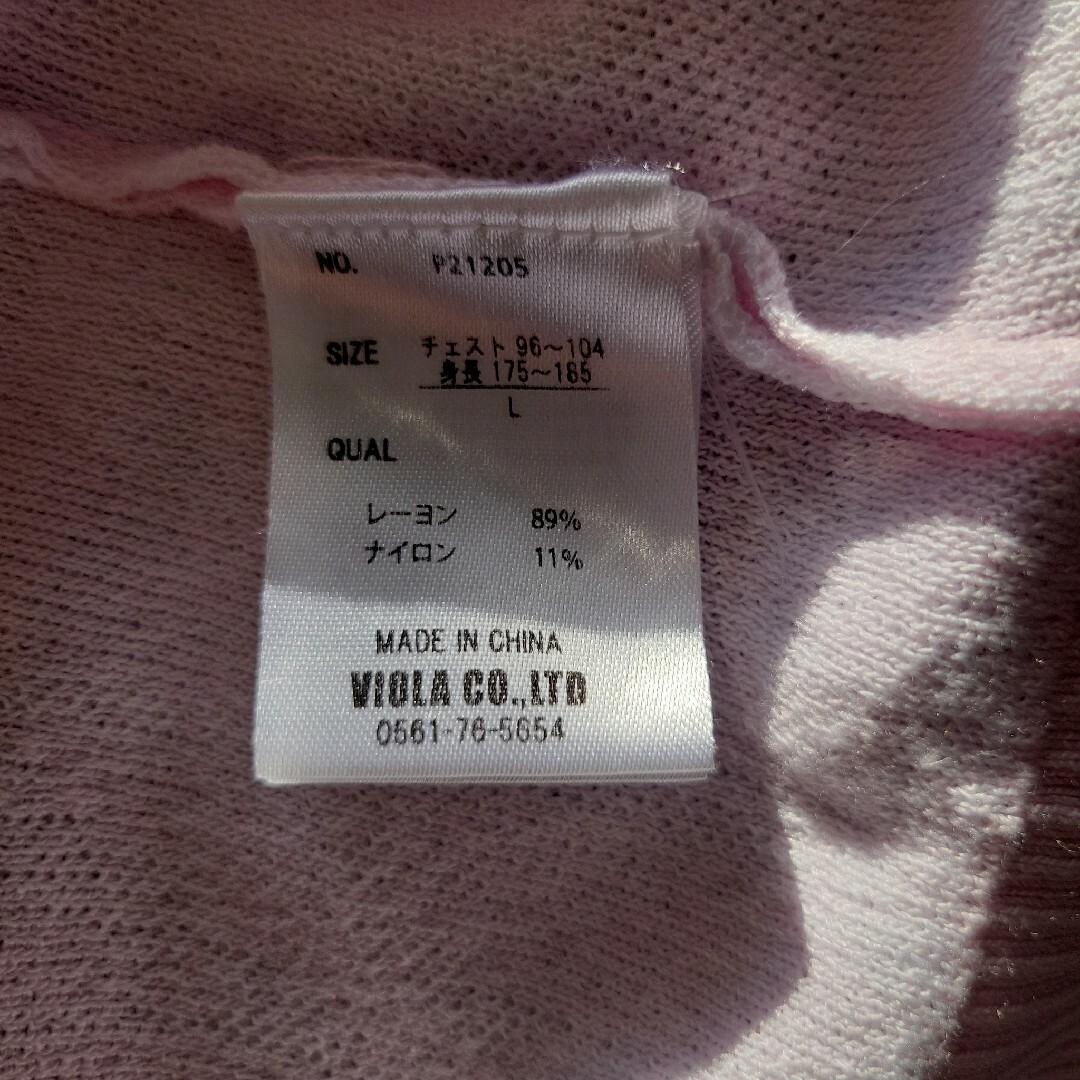 NO. P21205
SIZE チェスト 96～104
身長 175～185
L
QUAL
レーヨン 89%
ナイロン 11%
MADE IN CHINA
VIOLA CO.,LTD
0561-76-5654